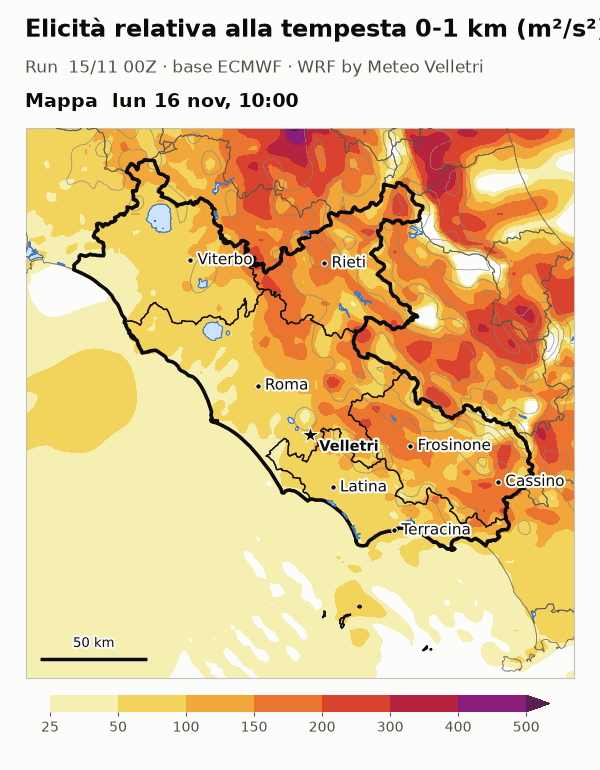 Elicità relativa alla tempesta 0-1 km (m²/s²)
Run 15/11 00Z · base ECMWF · WRF by Meteo Velletri
Mappa lun 16 nov, 10:00
Viterbo
Rieti
Roma
Velletri
Frosinone
Cassino
Latina
Terracina
50 km
25 50 100 150 200 300 400 500